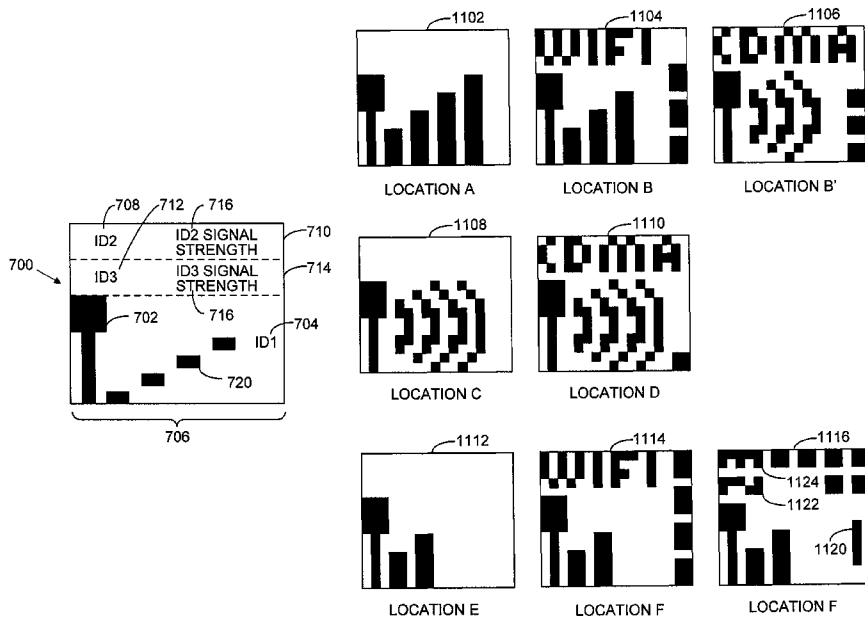 1102
1104
1106
WIFI
CDMA
LOCATION A
LOCATION B
LOCATION B'
708
712
716
ID2
ID2 SIGNAL
STRENGTH
710
700
ID3
ID3 SIGNAL
STRENGTH
714
702
716
704
ID1
720
706
1108
1110
CDMA
LOCATION C
LOCATION D
1112
1114
1116
WIFI
1124
1122
1120
LOCATION E
LOCATION F
LOCATION F